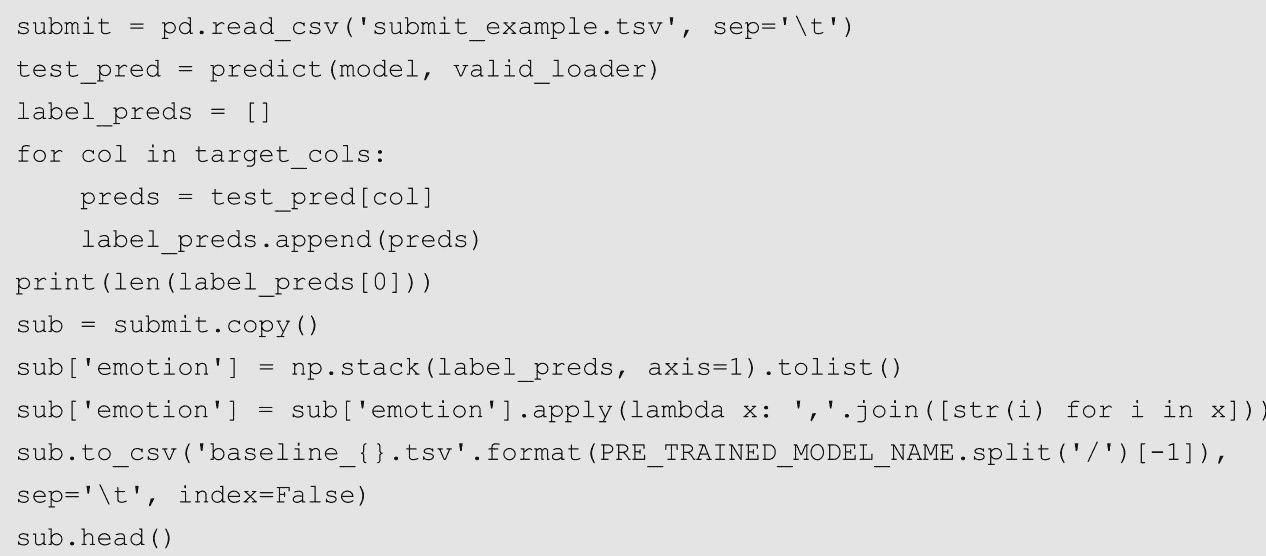 submit = pd.read_csv('submit_example.tsv', sep='\t')
test_pred = predict(model, valid_loader)
label_preds = []
for col in target_cols:
    preds = test_pred[col]
    label_preds.append(preds)
print(len(label_preds[0]))
sub = submit.copy()
sub['emotion'] = np.stack(label_preds, axis=1).tolist()
sub['emotion'] = sub['emotion'].apply(lambda x: ','.join([str(i) for i in x]))
sub.to_csv('baseline_{}.tsv'.format(PRE_TRAINED_MODEL_NAME.split('/')[-1]),
sep='\t', index=False)
sub.head()